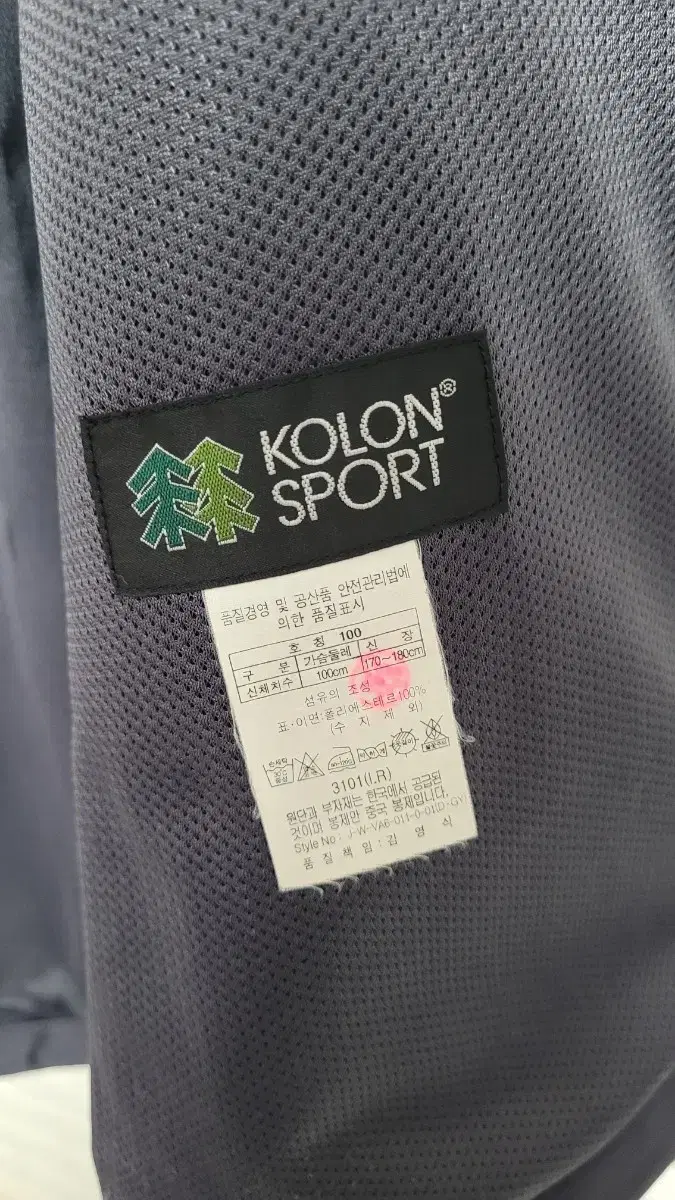 KOLON®
SPORT
품질경영 및 공산품 안전관리법에
의한 품질표시
호 칭 100
구 분 가슴둘레 신 장
신체치수 100cm 170~180cm
섬유의 조성
표·이면:폴리에스테르100%
(수 지 제 외)
3101(I.R)
원단과 부자재는 한국에서 공급된
것이며 봉제만 중국 봉제입니다.
Style No : J-W-VA6-011-0-01(D-GY)
품 질 책 임 : 김 영 식